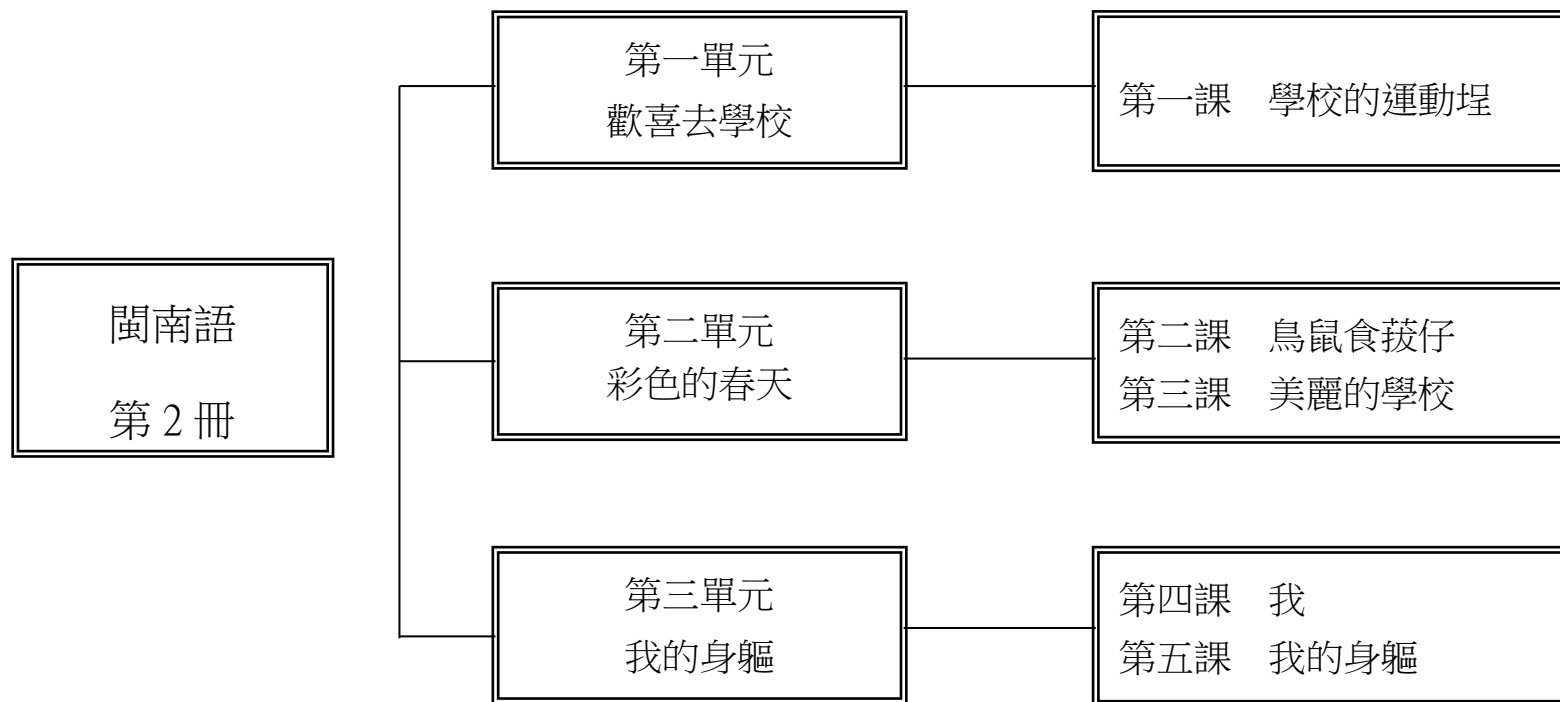 閩南語
第 2 冊
第一單元
歡喜去學校
第一課　學校的運動埕
第二單元
彩色的春天
第二課　鳥鼠食菝仔
第三課　美麗的學校
第三單元
我的身軀
第四課　我
第五課　我的身軀